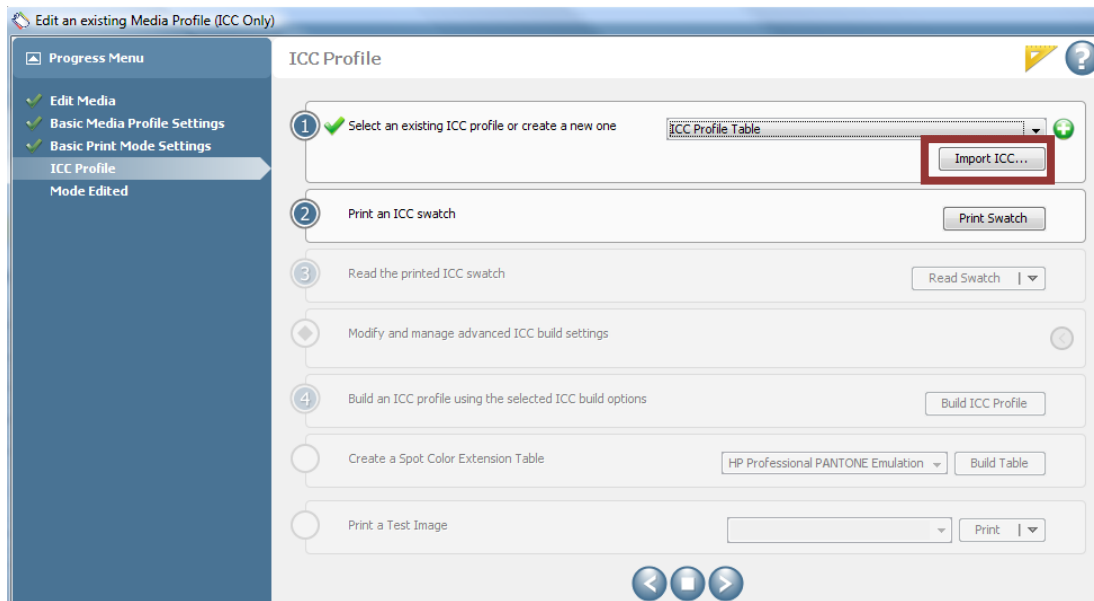 Edit an existing Media Profile (ICC Only)
Progress Menu
Edit Media
Basic Media Profile Settings
Basic Print Mode Settings
ICC Profile
Mode Edited
ICC Profile
?
1
Select an existing ICC profile or create a new one
ICC Profile Table
Import ICC...
2
Print an ICC swatch
Print Swatch
3
Read the printed ICC swatch
Read Swatch
Modify and manage advanced ICC build settings
4
Build an ICC profile using the selected ICC build options
Build ICC Profile
Create a Spot Color Extension Table
HP Professional PANTONE Emulation
Build Table
Print a Test Image
Print